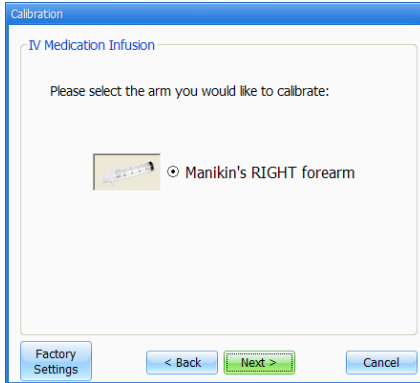 Calibration
IV Medication Infusion
Please select the arm you would like to calibrate:
Manikin's RIGHT forearm
Factory
Settings
< Back
Next >
Cancel